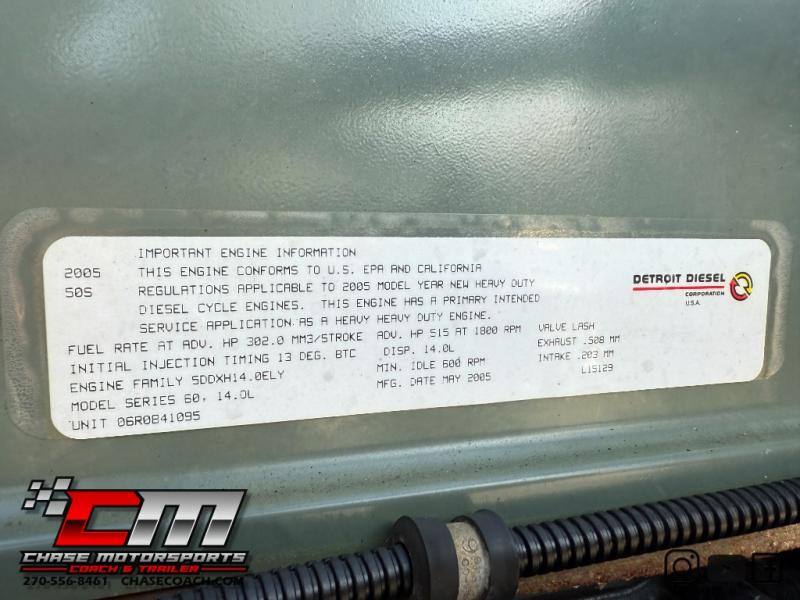 IMPORTANT ENGINE INFORMATION
2005 THIS ENGINE CONFORMS TO U.S. EPA AND CALIFORNIA
50S REGULATIONS APPLICABLE TO 2005 MODEL YEAR NEW HEAVY DUTY
DIESEL CYCLE ENGINES. THIS ENGINE HAS A PRIMARY INTENDED
SERVICE APPLICATION AS A HEAVY HEAVY DUTY ENGINE.
FUEL RATE AT ADV. HP 302.0 MM3/STROKE ADV. HP 515 AT 1800 RPM VALVE LASH
INITIAL INJECTION TIMING 13 DEG. BTC DISP. 14.0L EXHAUST .508 MM
ENGINE FAMILY 5DDXH14.0ELY MIN. IDLE 600 RPM INTAKE .203 MM
MODEL SERIES 60, 14.0L MFG. DATE MAY 2005 L15129
UNIT 06R0841095
DETROIT DIESEL
CORPORATION
U.S.A.
CM
CHASE MOTORSPORTS
COACH & TRAILER
270-556-8461 CHASECOACH.COM